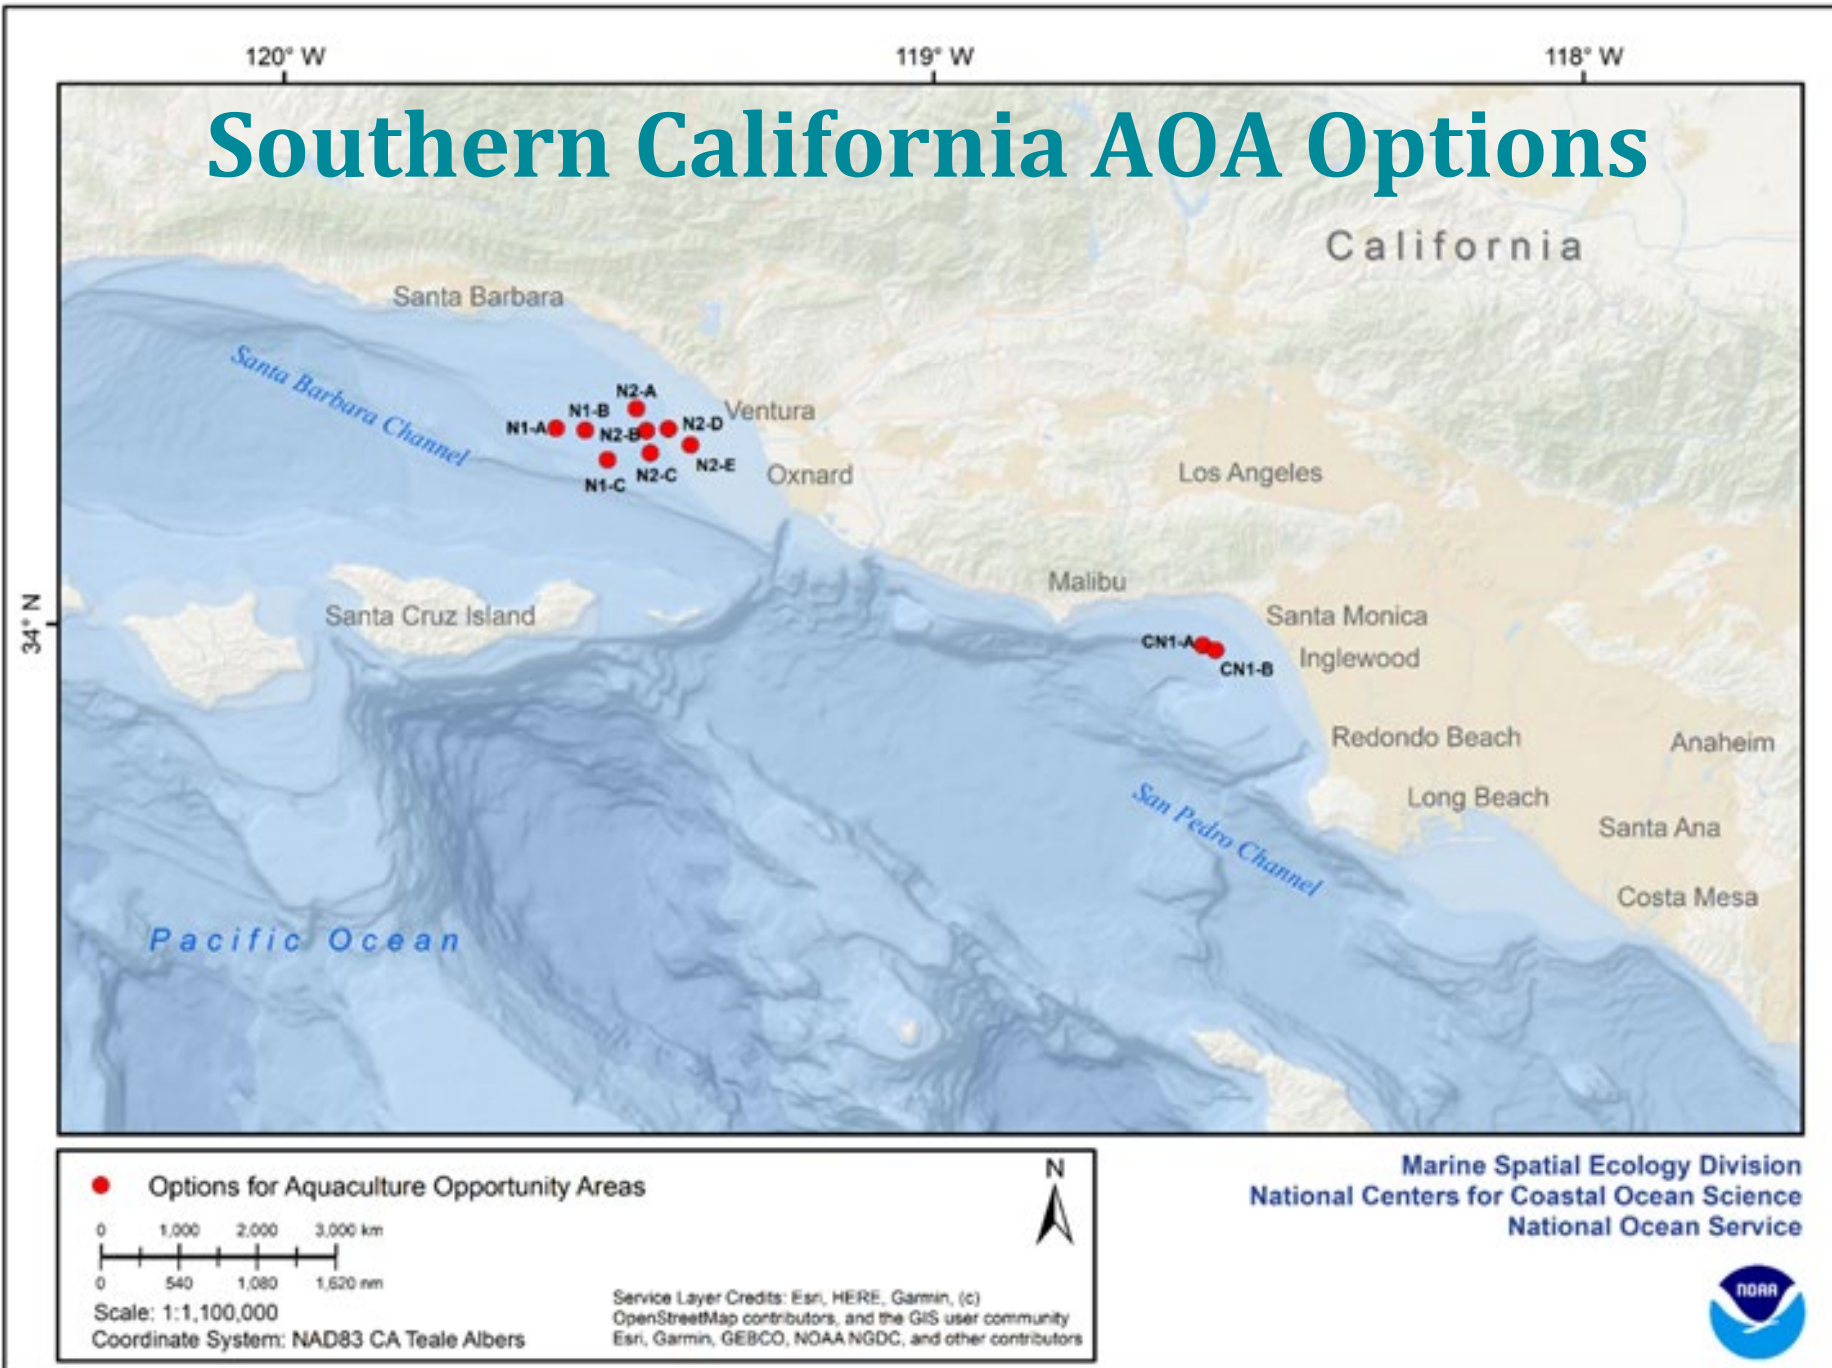 120° W 119° W 118° W
Southern California AOA Options
California
Santa Barbara
Santa Barbara Channel
N2-A
N1-B
Ventura
N1-A
N2-B
N2-D
N2-E
N1-C
N2-C
Oxnard
Los Angeles
Malibu
34° N
Santa Cruz Island
Santa Monica
CN1-A
Inglewood
CN1-B
Redondo Beach
Anaheim
San Pedro Channel
Long Beach
Santa Ana
Costa Mesa
Pacific Ocean
Options for Aquaculture Opportunity Areas
N
0 1,000 2,000 3,000 km
0 540 1,080 1,620 nm
Scale: 1:1,100,000
Coordinate System: NAD83 CA Teale Albers
Service Layer Credits: Esri, HERE, Garmin, (c)
OpenStreetMap contributors, and the GIS user community
Esri, Garmin, GEBCO, NOAA NGDC, and other contributors
Marine Spatial Ecology Division
National Centers for Coastal Ocean Science
National Ocean Service
NOAA